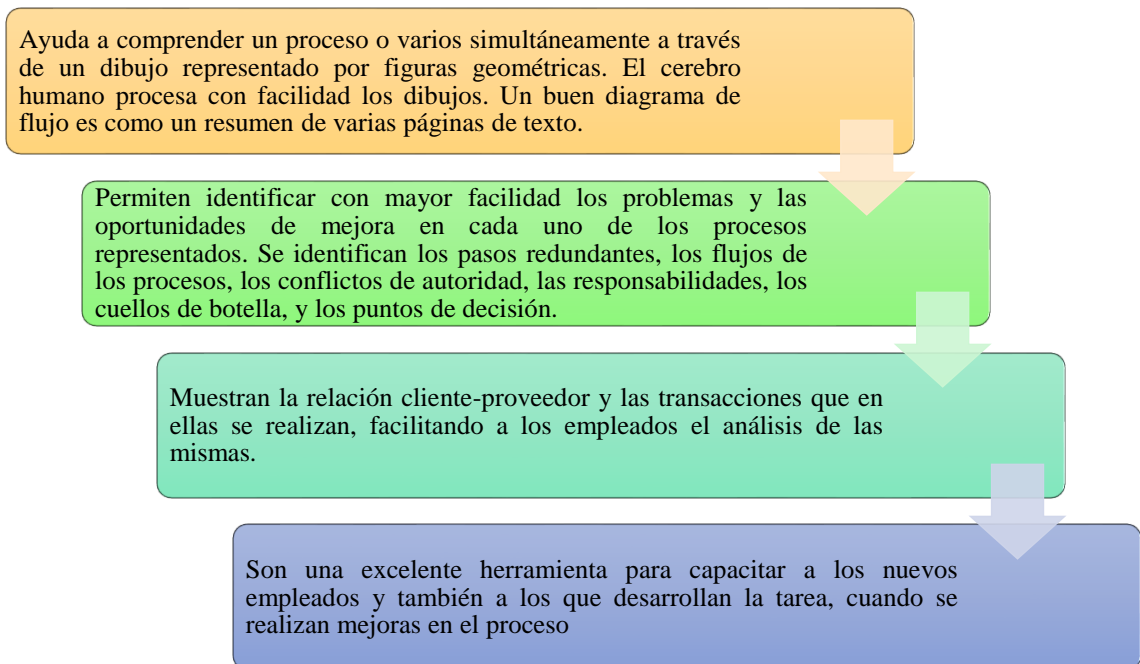 Ayuda a comprender un proceso o varios simultáneamente a través
de un dibujo representado por figuras geométricas. El cerebro
humano procesa con facilidad los dibujos. Un buen diagrama de
flujo es como un resumen de varias páginas de texto.
Permiten identificar con mayor facilidad los problemas y las
oportunidades de mejora en cada uno de los procesos
representados. Se identifican los pasos redundantes, los flujos de
los procesos, los conflictos de autoridad, las responsabilidades, los
cuellos de botella, y los puntos de decisión.
Muestran la relación cliente-proveedor y las transacciones que en
ellas se realizan, facilitando a los empleados el análisis de las
mismas.
Son una excelente herramienta para capacitar a los nuevos
empleados y también a los que desarrollan la tarea, cuando se
realizan mejoras en el proceso